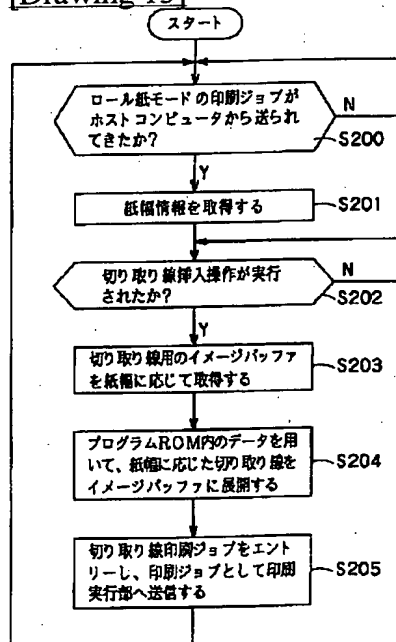 [Drawing 15]
スタート
ロール紙モードの印刷ジョブが
ホストコンピュータから送られ
てきたか?
N
S200
Y
紙幅情報を取得する
S201
切り取り線挿入操作が実行
されたか?
N
S202
Y
切り取り線用のイメージバッファ
を紙幅に応じて取得する
S203
プログラムROM内のデータを用
いて、紙幅に応じた切り取り線を
イメージバッファに展開する
S204
切り取り線印刷ジョブをエント
リーし、印刷ジョブとして印刷
実行部へ送信する
S205